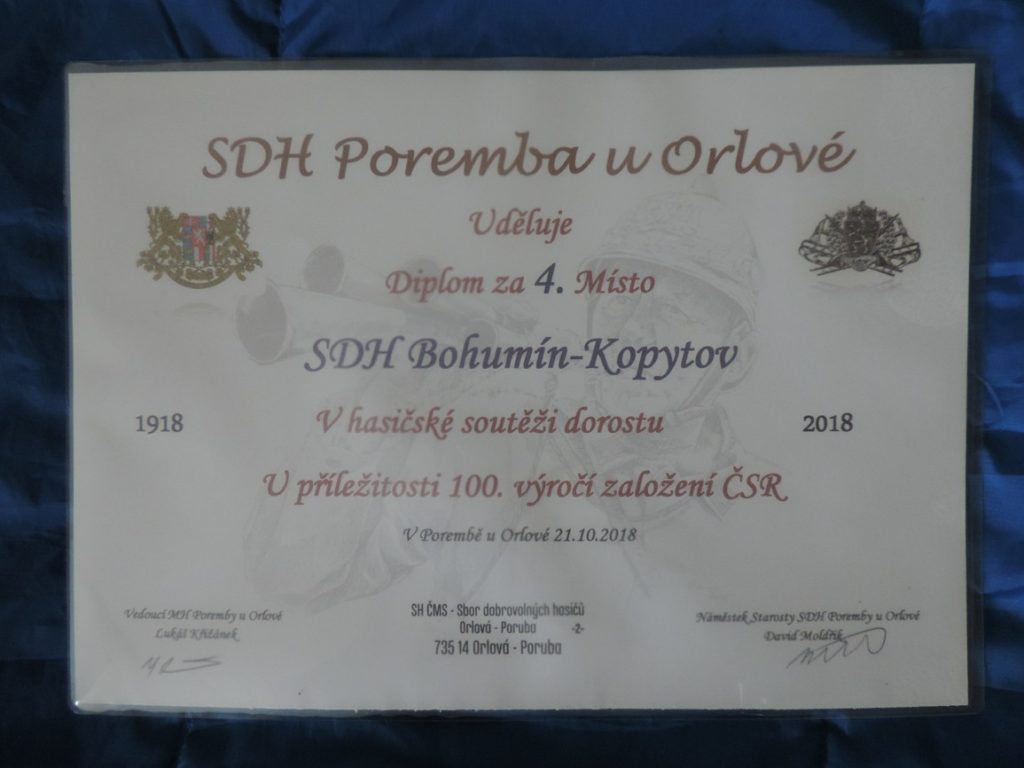 SDH Poremba u Orlové
Uděluje
Diplom za 4. Místo
SDH Bohumín-Kopytov
1918
V hasičské soutěži dorostu
2018
U příležitosti 100. výročí založení ČSR
V Porembě u Orlové 21.10.2018
Vedoucí MH Poremby u Orlové
Lukáš Křižánek
SH ČMS - Sbor dobrovolných hasičů
Orlová - Poruba -2-
735 14 Orlová - Poruba
Náměstek Starosty SDH Poremby u Orlové
David Moldřík